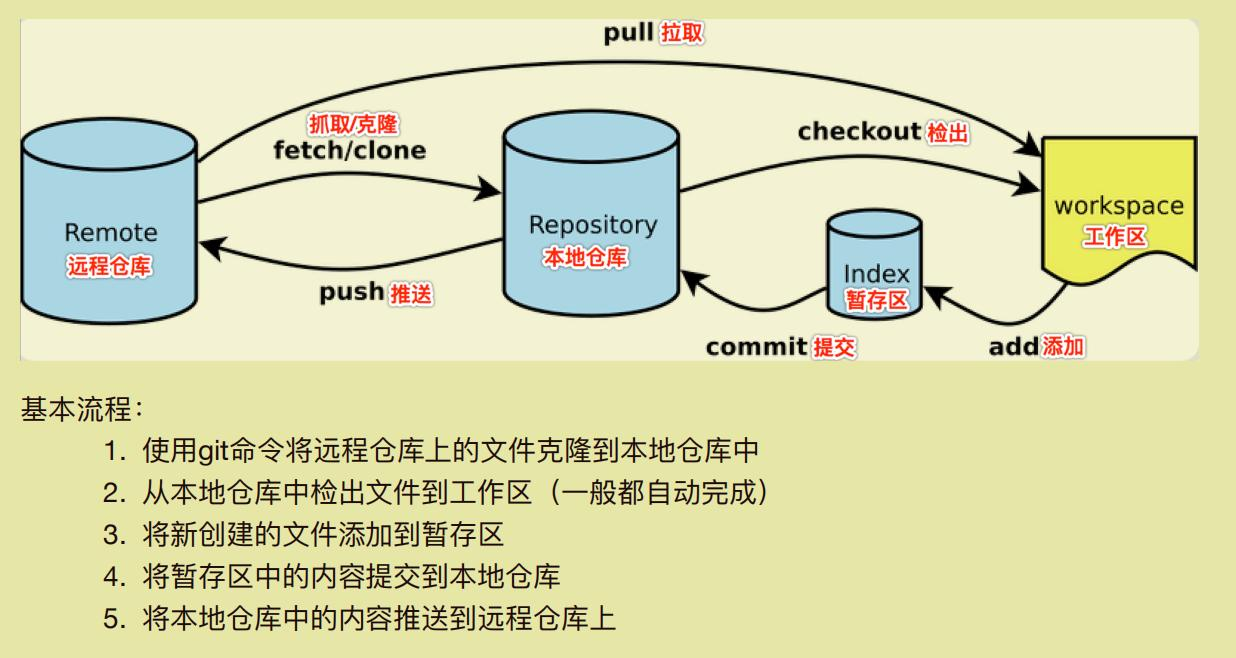 pull 拉取
抓取/克隆
fetch/clone
checkout 检出
Remote
远程仓库
Repository
本地仓库
workspace
工作区
Index
暂存区
push 推送
commit 提交
add 添加
基本流程：
1. 使用git命令将远程仓库上的文件克隆到本地仓库中
2. 从本地仓库中检出文件到工作区（一般都自动完成）
3. 将新创建的文件添加到暂存区
4. 将暂存区中的内容提交到本地仓库
5. 将本地仓库中的内容推送到远程仓库上